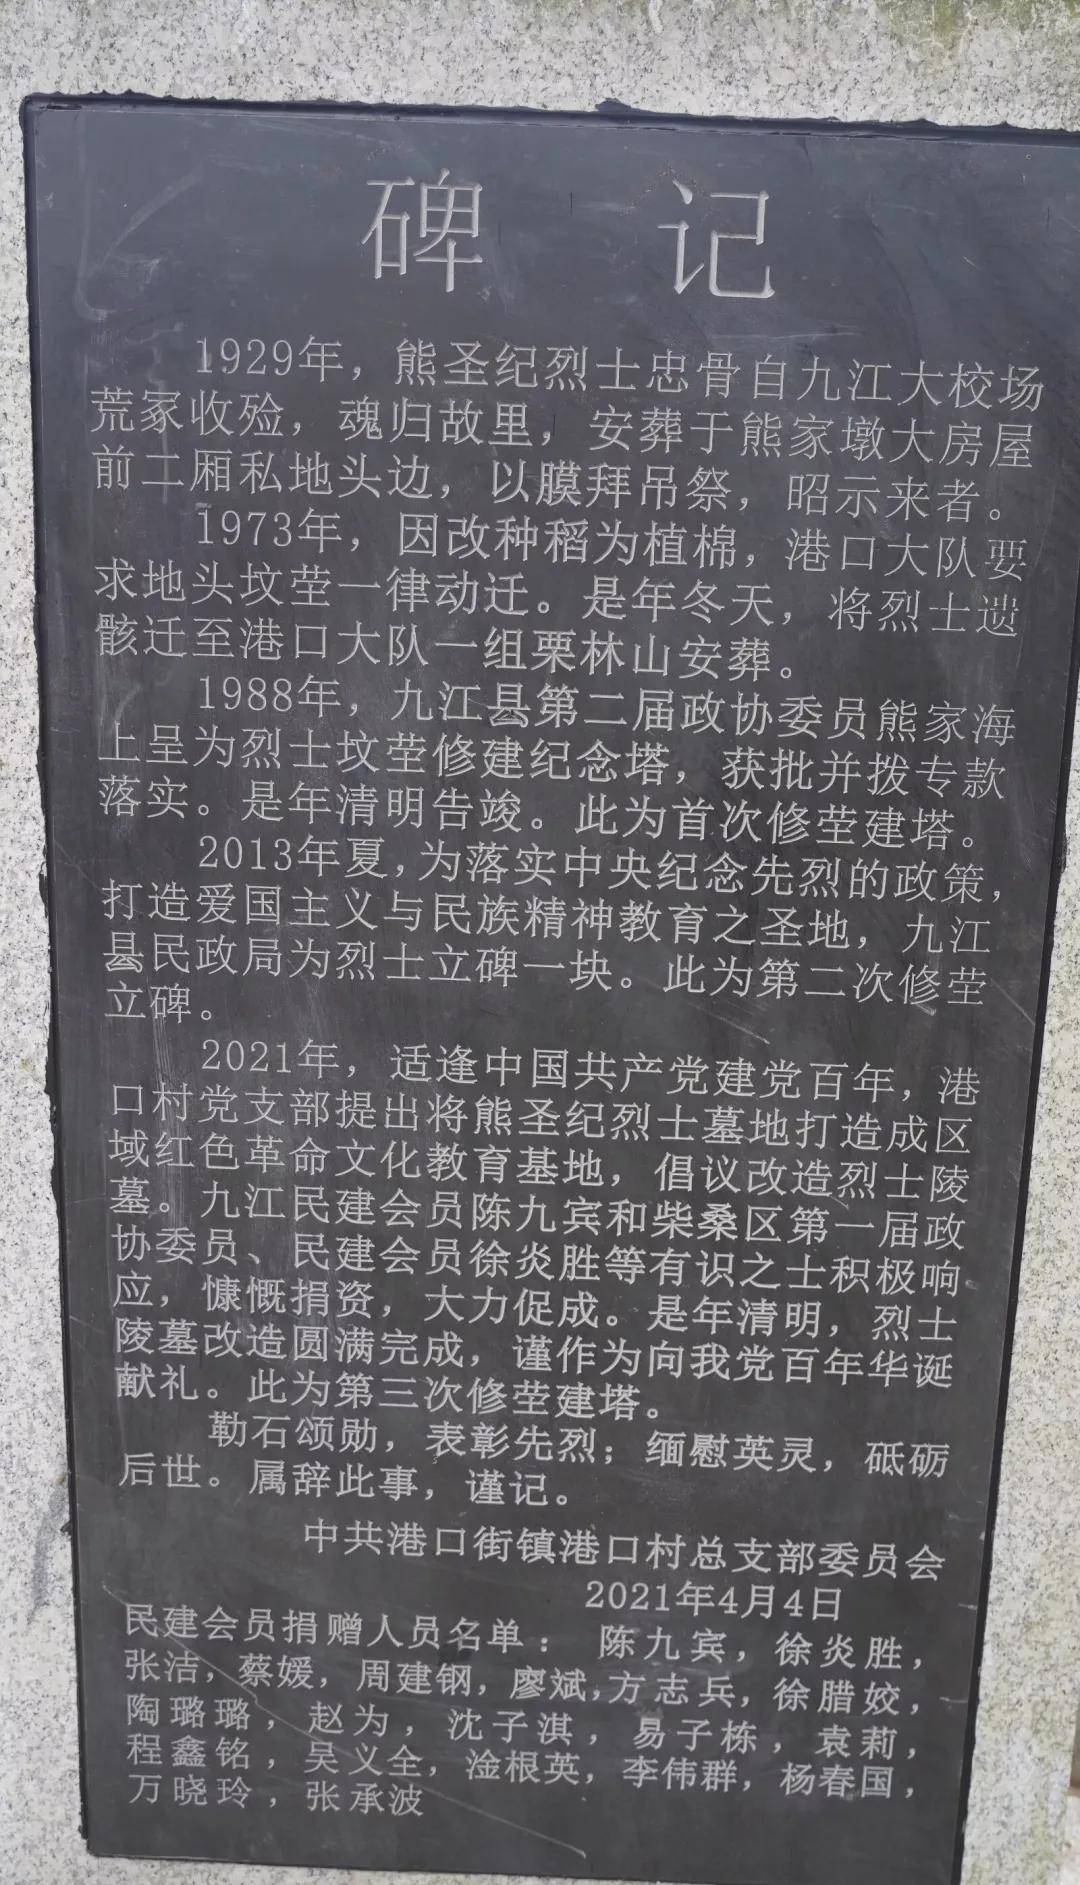 碑 记
1929年，熊圣纪烈士忠骨自九江大校场
荒冢收殓，魂归故里，安葬于熊家墩大房屋
前二厢私地头边，以膜拜吊祭，昭示来者。
1973年，因改种稻为植棉，港口大队要
求地头坟茔一律动迁。是年冬天，将烈士遗
骸迁至港口大队一组栗林山安葬。
1988年，九江县第二届政协委员熊家海
上呈为烈士坟茔修建纪念塔，获批并拨专款
落实。是年清明告竣。此为首次修茔建塔。
2013年夏，为落实中央纪念先烈的政策，
打造爱国主义与民族精神教育之圣地，九江
县民政局为烈士立碑一块。此为第二次修茔
立碑。
2021年，适逢中国共产党建党百年，港
口村党支部提出将熊圣纪烈士墓地打造成区
域红色革命文化教育基地，倡议改造烈士陵
墓。九江民建会员陈九宾和柴桑区第一届政
协委员、民建会员徐炎胜等有识之士积极响
应，慷慨捐资，大力促成。是年清明，烈士
陵墓改造圆满完成，谨作为向我党百年华诞
献礼。此为第三次修茔建塔。
勒石颂勋，表彰先烈；缅慰英灵，砥砺
后世。属辞此事，谨记。
中共港口街镇港口村总支部委员会
2021年4月4日
民建会员捐赠人员名单： 陈九宾，徐炎胜，
张洁，蔡媛，周建钢，廖斌，方志兵，徐腊姣，
陶璐璐，赵为，沈子淇，易子栋，袁莉，
程鑫铭，吴义全，淦根英，李伟群，杨春国，
万晓玲，张承波